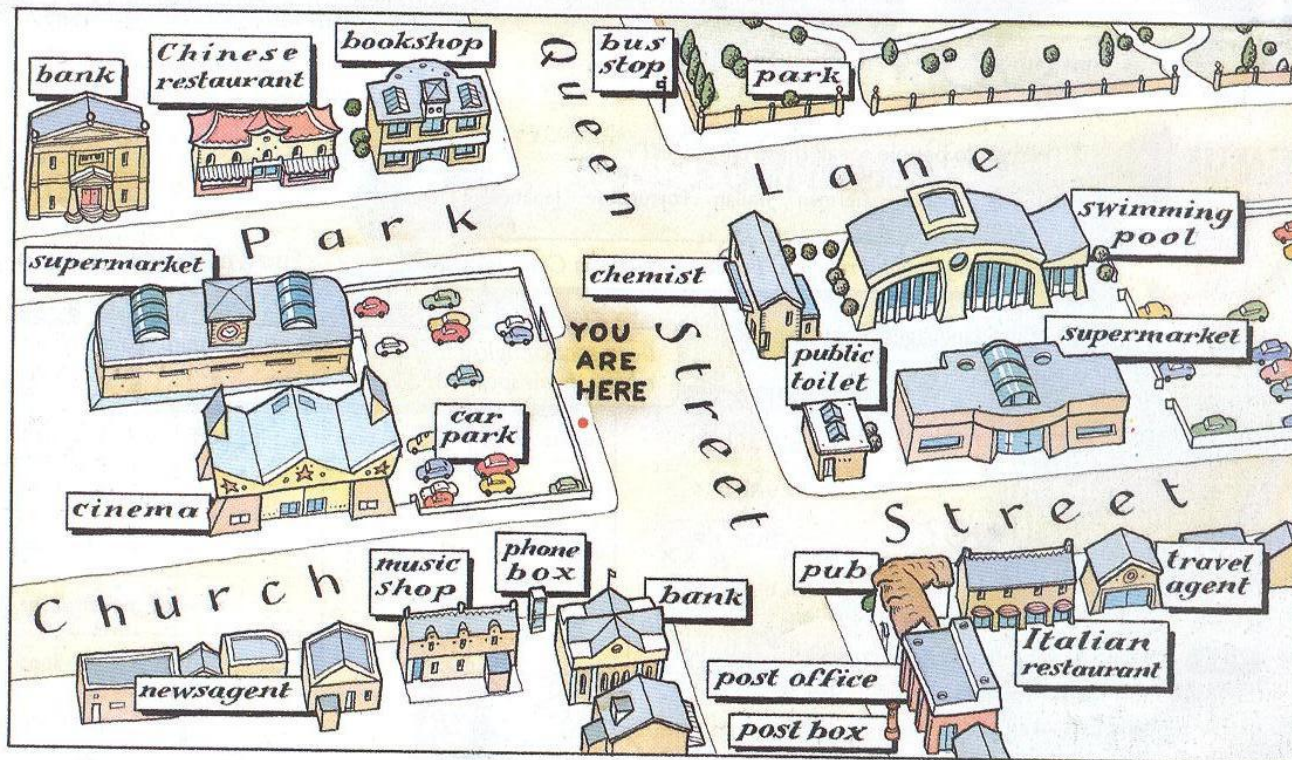 bank
Chinese
restaurant
bookshop
Queen
bus
stop
park
Park Lane
supermarket
chemist
swimming
pool
YOU
ARE
HERE
Street
public
toilet
supermarket
car
park
cinema
Church Street
music
shop
phone
box
bank
pub
travel
agent
newsagent
Italian
restaurant
post office
post box